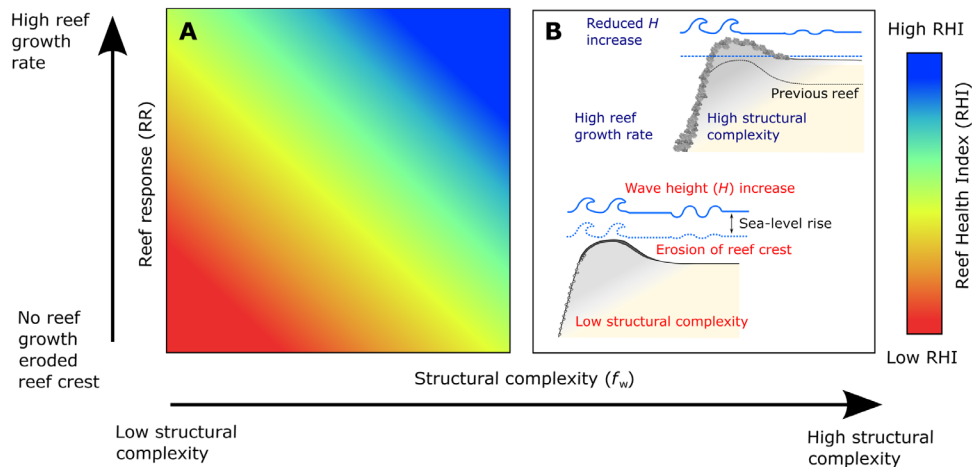 High reef
growth
rate
Reef response (RR)
No reef
growth
eroded
reef crest
A
B
Reduced H
increase
Previous reef
High reef
growth rate
High structural
complexity
Wave height (H) increase
Sea-level rise
Erosion of reef crest
Low structural complexity
High RHI
Reef Health Index (RHI)
Low RHI
Structural complexity (fw)
Low structural
complexity
High structural
complexity